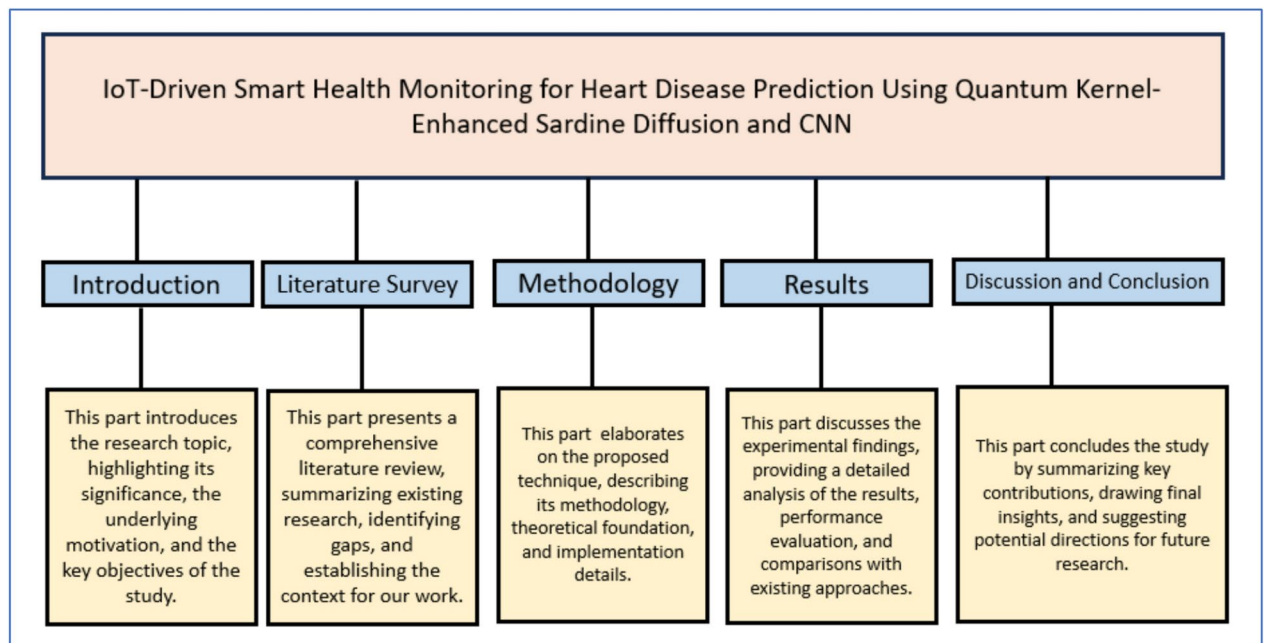 IoT-Driven Smart Health Monitoring for Heart Disease Prediction Using Quantum Kernel-
Enhanced Sardine Diffusion and CNN
Introduction
Literature Survey
Methodology
Results
Discussion and Conclusion
This part introduces
the research topic,
highlighting its
significance, the
underlying
motivation, and the
key objectives of the
study.
This part presents a
comprehensive
literature review,
summarizing existing
research, identifying
gaps, and
establishing the
context for our work.
This part elaborates
on the proposed
technique, describing
its methodology,
theoretical foundation,
and implementation
details.
This part discusses the
experimental findings,
providing a detailed
analysis of the results,
performance
evaluation, and
comparisons with
existing approaches.
This part concludes the study
by summarizing key
contributions, drawing final
insights, and suggesting
potential directions for future
research.